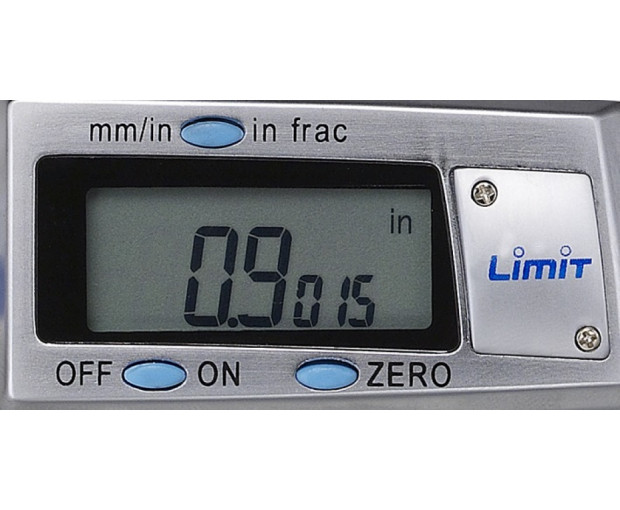 mm/in in frac
in
0.9015
Limit
OFF ON ZERO